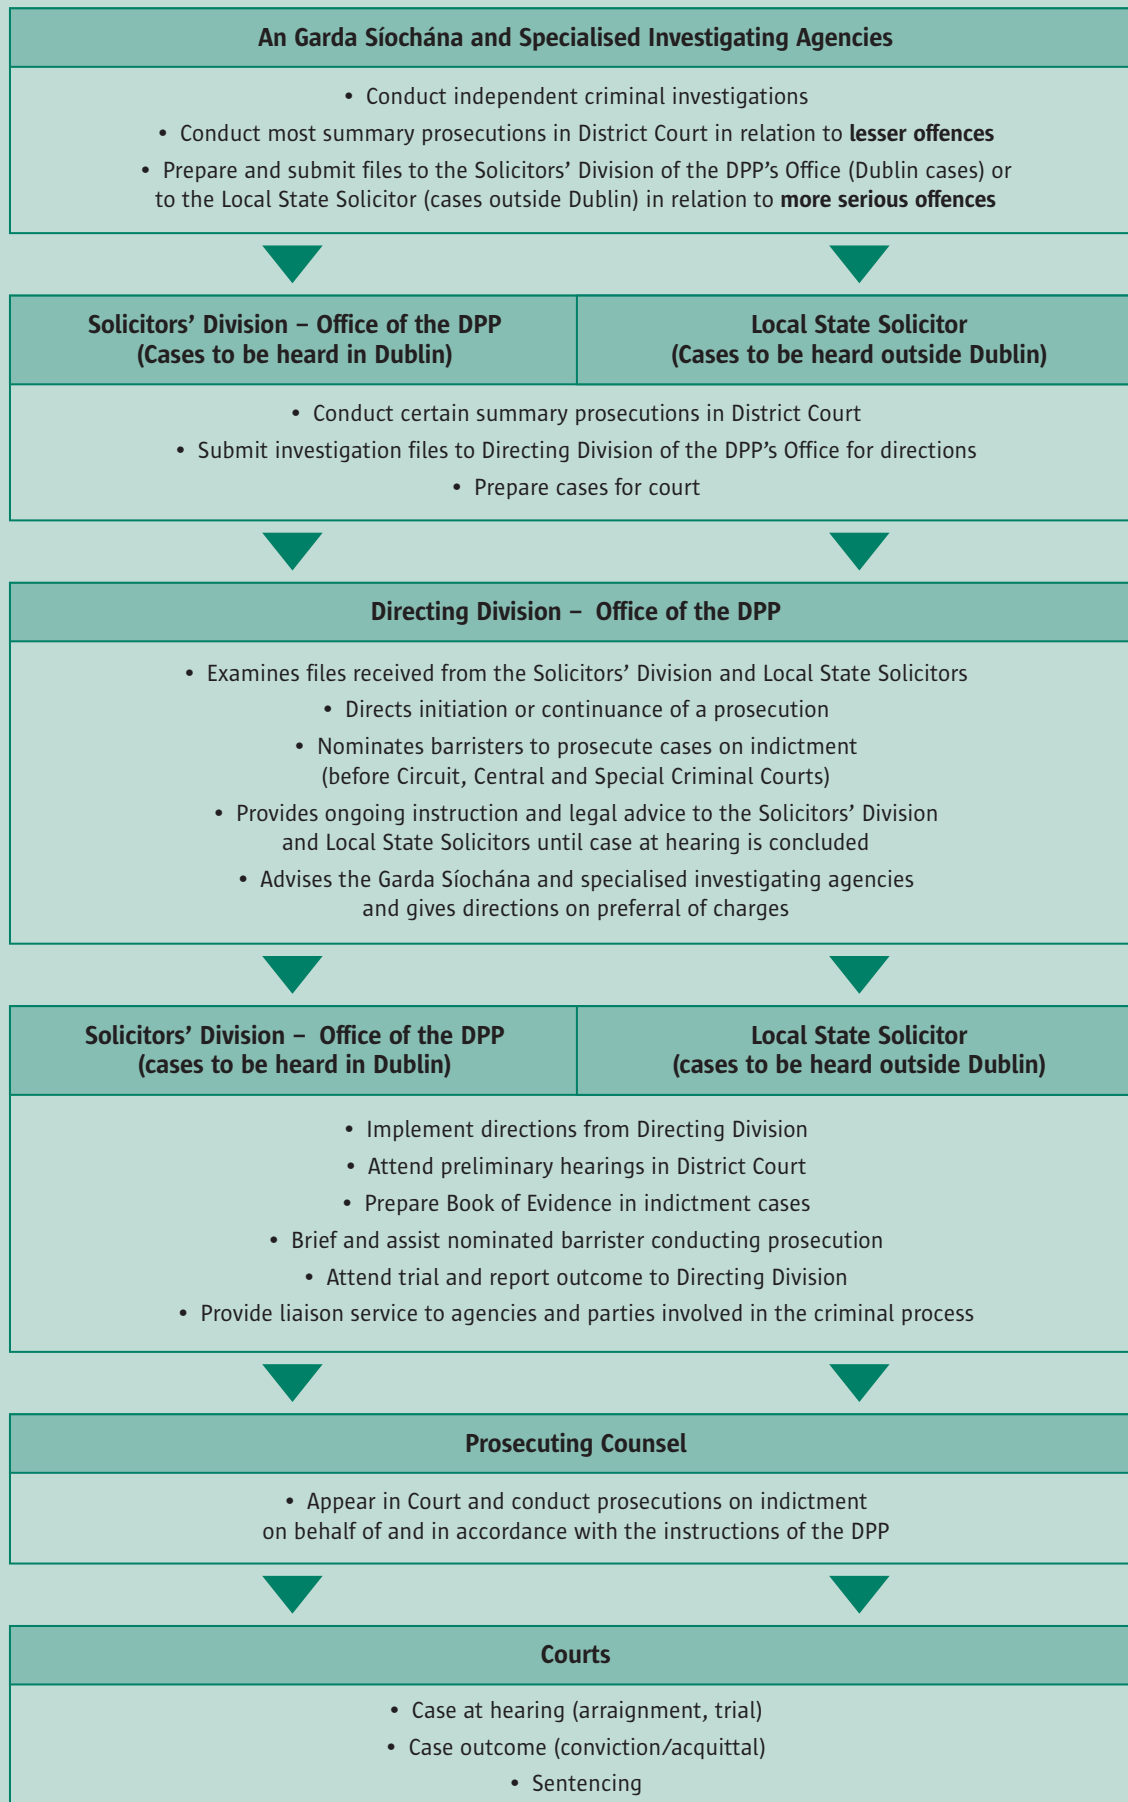 An Garda Síochána and Specialised Investigating Agencies
• Conduct independent criminal investigations
• Conduct most summary prosecutions in District Court in relation to lesser offences
• Prepare and submit files to the Solicitors’ Division of the DPP’s Office (Dublin cases) or
to the Local State Solicitor (cases outside Dublin) in relation to more serious offences
Solicitors’ Division – Office of the DPP
(Cases to be heard in Dublin)
Local State Solicitor
(Cases to be heard outside Dublin)
• Conduct certain summary prosecutions in District Court
• Submit investigation files to Directing Division of the DPP’s Office for directions
• Prepare cases for court
Directing Division – Office of the DPP
• Examines files received from the Solicitors’ Division and Local State Solicitors
• Directs initiation or continuance of a prosecution
• Nominates barristers to prosecute cases on indictment
(before Circuit, Central and Special Criminal Courts)
• Provides ongoing instruction and legal advice to the Solicitors’ Division
and Local State Solicitors until case at hearing is concluded
• Advises the Garda Síochána and specialised investigating agencies
and gives directions on preferral of charges
Solicitors’ Division – Office of the DPP
(cases to be heard in Dublin)
Local State Solicitor
(cases to be heard outside Dublin)
• Implement directions from Directing Division
• Attend preliminary hearings in District Court
• Prepare Book of Evidence in indictment cases
• Brief and assist nominated barrister conducting prosecution
• Attend trial and report outcome to Directing Division
• Provide liaison service to agencies and parties involved in the criminal process
Prosecuting Counsel
• Appear in Court and conduct prosecutions on indictment
on behalf of and in accordance with the instructions of the DPP
Courts
• Case at hearing (arraignment, trial)
• Case outcome (conviction/acquittal)
• Sentencing